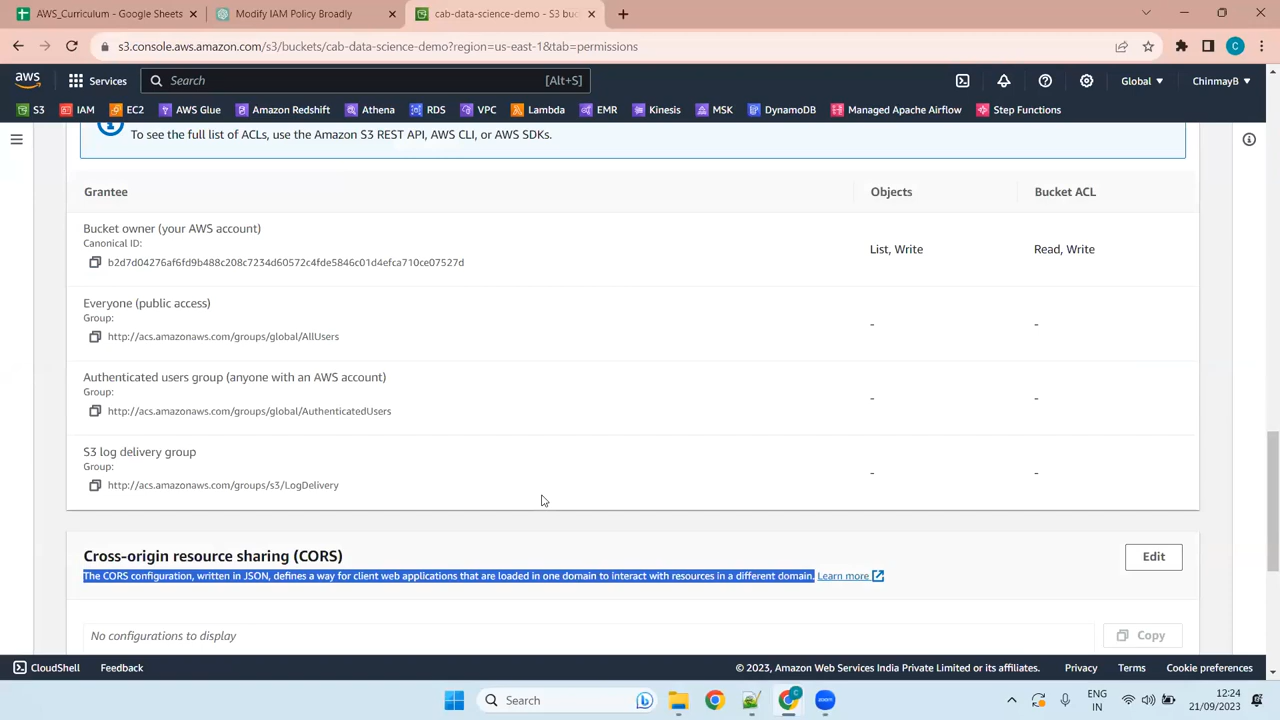 AWS_Curriculum - Google Sheets
Modify IAM Policy Broadly
cab-data-science-demo - S3 buc
s3.console.aws.amazon.com/s3/buckets/cab-data-science-demo?region=us-east-1&tab=permissions
C
aws
Services
Search
[Alt+S]
Global
ChinmayB
S3
IAM
EC2
AWS Glue
Amazon Redshift
Athena
RDS
VPC
Lambda
EMR
Kinesis
MSK
DynamoDB
Managed Apache Airflow
Step Functions
To see the full list of ACLs, use the Amazon S3 REST API, AWS CLI, or AWS SDKs.
Grantee
Objects
Bucket ACL
Bucket owner (your AWS account)
Canonical ID:
b2d7d04276af6fd9b488c208c7234d60572c4fde5846c01d4efca710ce07527d
List, Write
Read, Write
Everyone (public access)
Group:
http://acs.amazonaws.com/groups/global/AllUsers
-
-
Authenticated users group (anyone with an AWS account)
Group:
http://acs.amazonaws.com/groups/global/AuthenticatedUsers
-
-
S3 log delivery group
Group:
http://acs.amazonaws.com/groups/s3/LogDelivery
-
-
Cross-origin resource sharing (CORS)
Edit
The CORS configuration, written in JSON, defines a way for client web applications that are loaded in one domain to interact with resources in a different domain. Learn more
No configurations to display
Copy
CloudShell
Feedback
© 2023, Amazon Web Services India Private Limited or its affiliates.
Privacy
Terms
Cookie preferences
Search
C
zoom
ENG
IN
12:24
21/09/2023